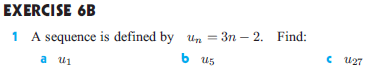 EXERCISE 6B
1 A sequence is defined by uₙ = 3n − 2. Find:
a u₁ b u₅ c u₂₇